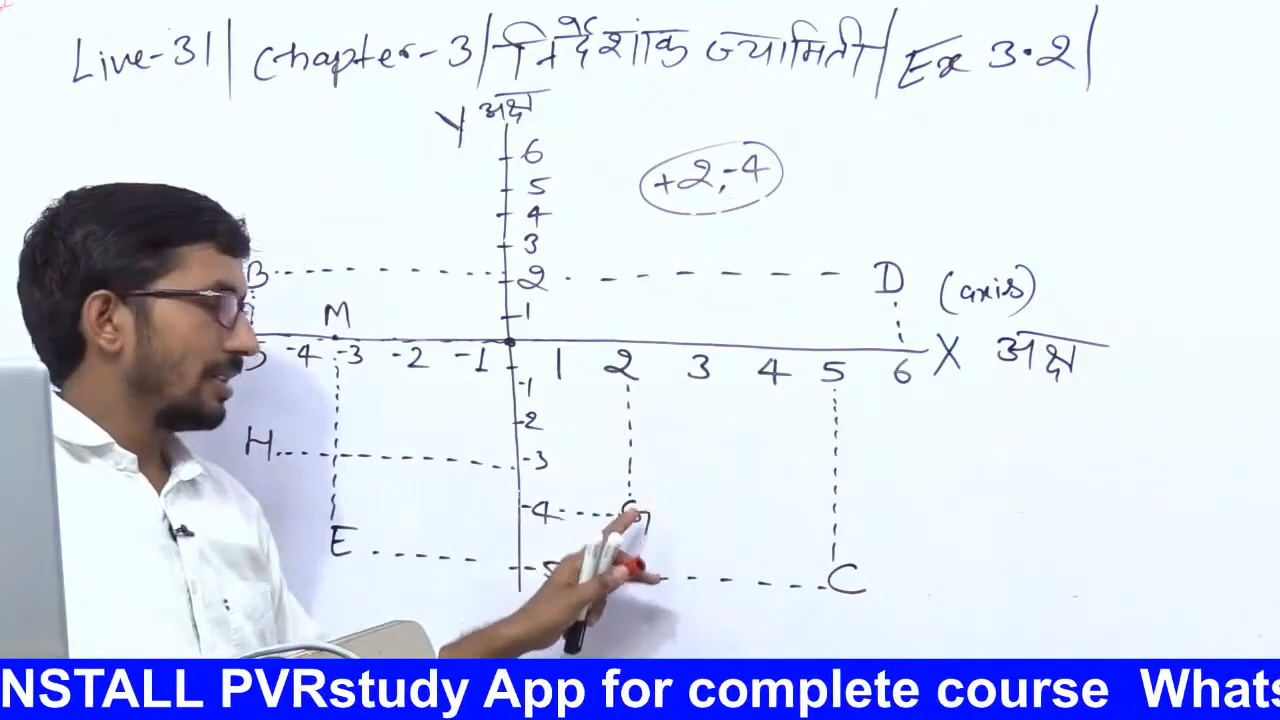 Live-31| Chapter-3| निर्देशांक ज्यामिती| Ex 3.2|
Y अक्ष
6
5
4
3
2
1
+2,-4
B
D
(axis)
M
-4 -3 -2 -1 1 2 3 4 5 6 X अक्ष
-1
-2
H
-3
-4
G
E
C
NSTALL PVRstudy App for complete course Whats